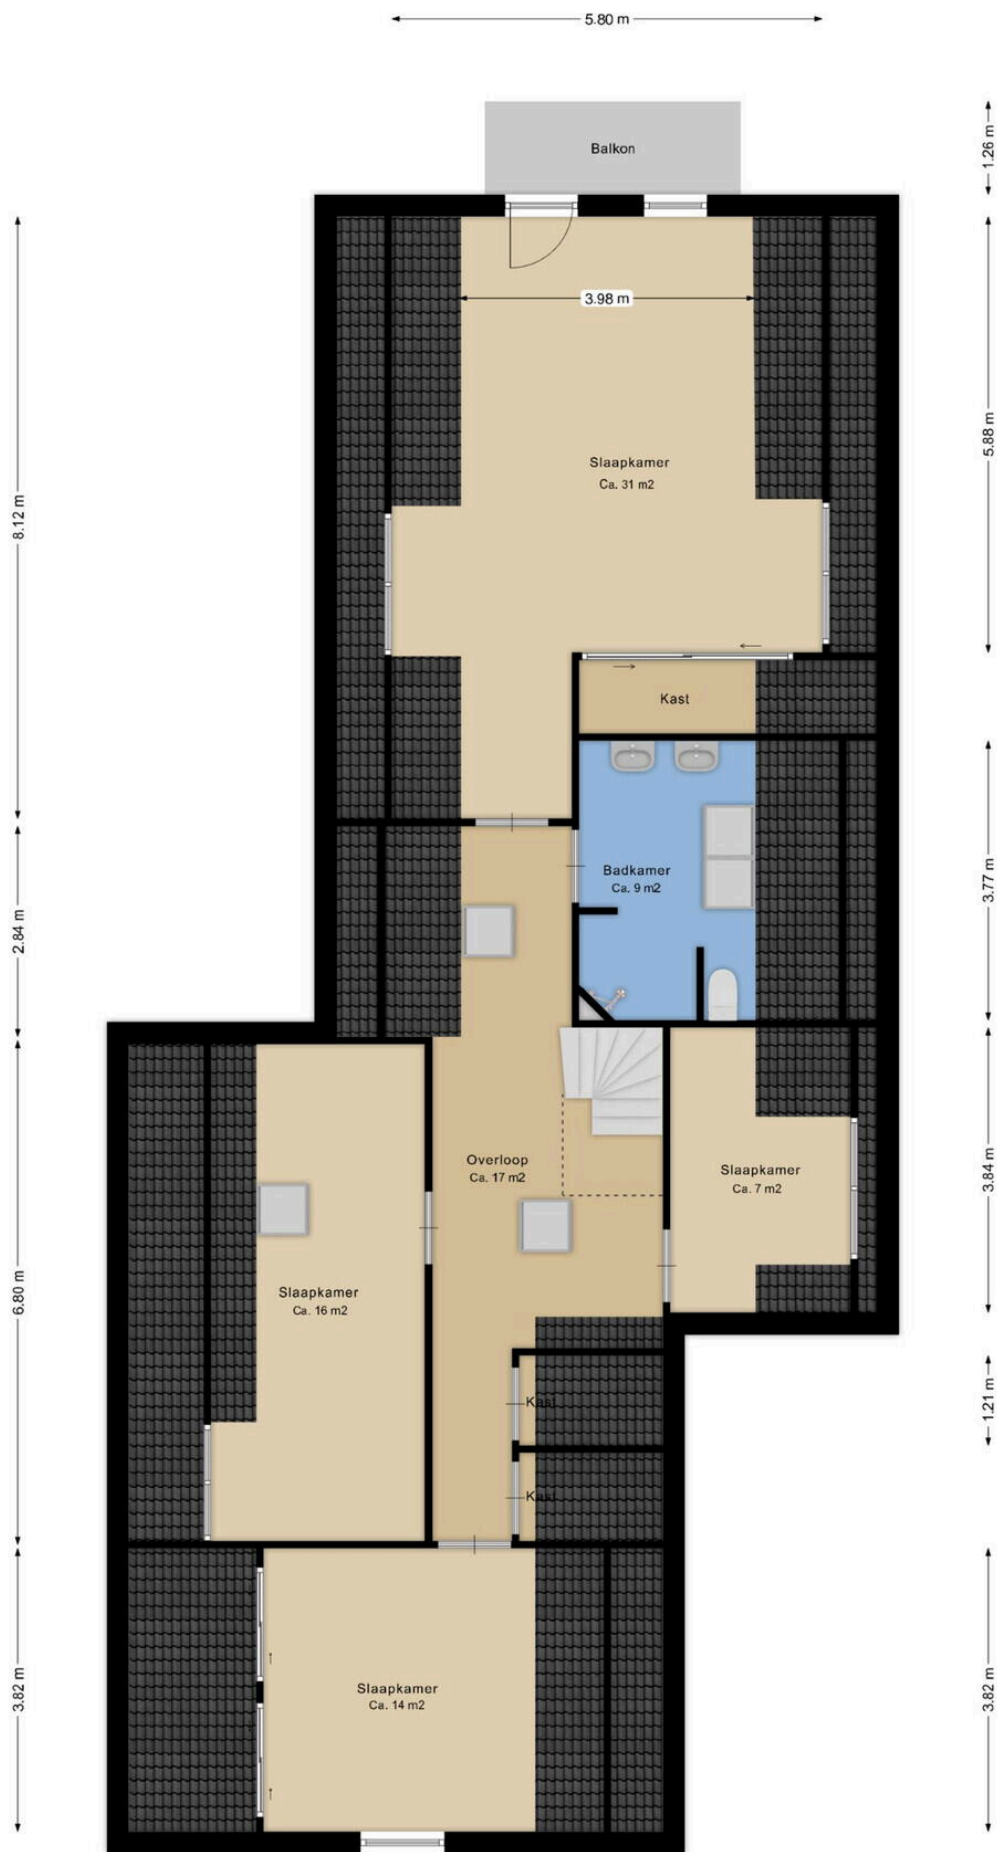 5.80 m
1.26 m
Balkon
3.98 m
5.88 m
Slaapkamer
Ca. 31 m2
8.12 m
Kast
Badkamer
Ca. 9 m2
3.77 m
2.84 m
Overloop
Ca. 17 m2
Slaapkamer
Ca. 7 m2
3.84 m
Slaapkamer
Ca. 16 m2
6.80 m
Kast
1.21 m
Kast
Slaapkamer
Ca. 14 m2
3.82 m
3.82 m